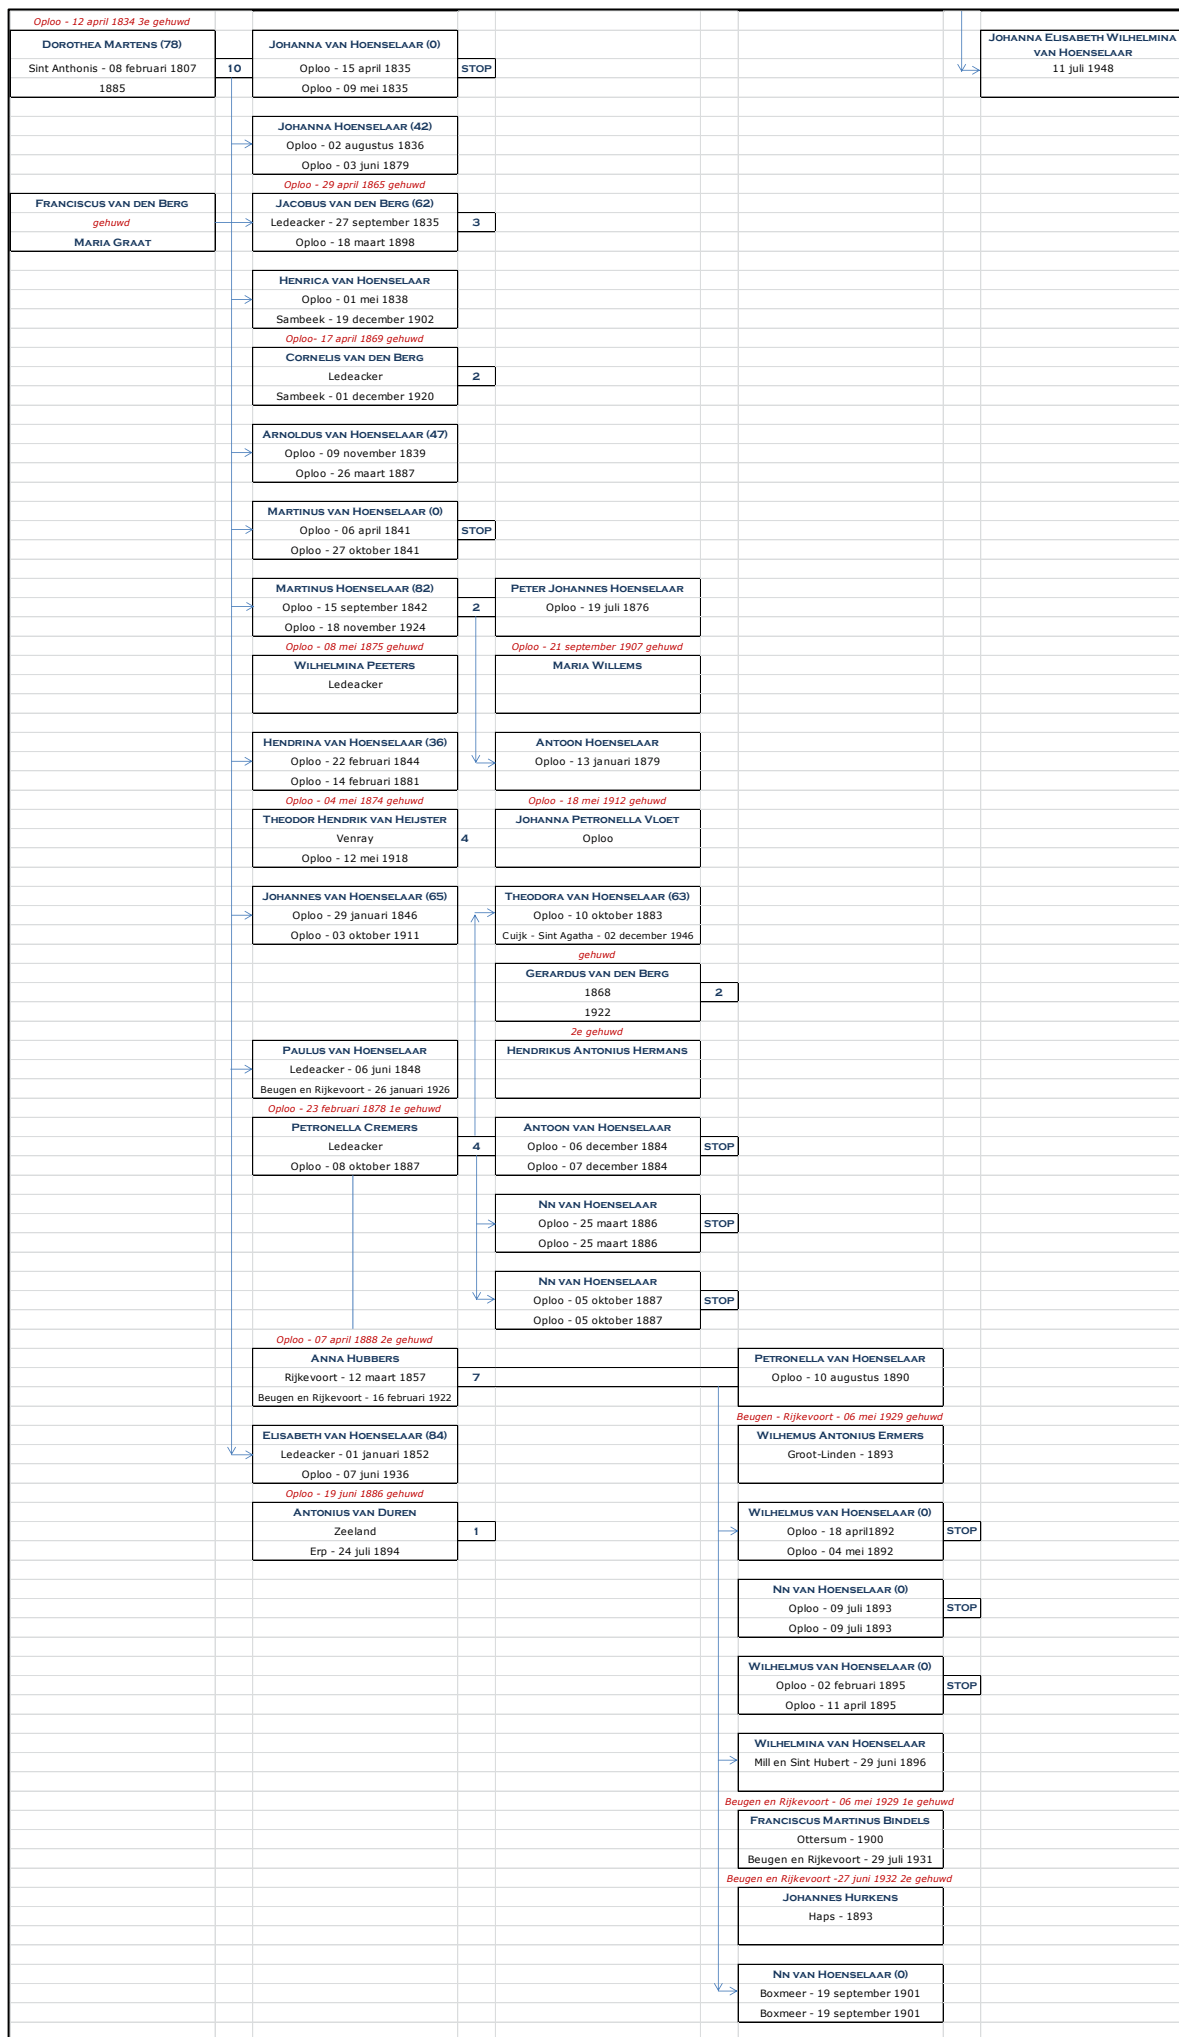 Oploo - 12 april 1834 3e gehuwd
DOROTHEA MARTENS (78)
Sint Anthonis - 08 februari 1807
1885
10
JOHANNA VAN HOENSELAAR (0)
Oploo - 15 april 1835
Oploo - 09 mei 1835
STOP
JOHANNA ELISABETH WILHELMINA
VAN HOENSELAAR
11 juli 1948
JOHANNA HOENSELAAR (42)
Oploo - 02 augustus 1836
Oploo - 03 juni 1879
Oploo - 29 april 1865 gehuwd
FRANCISCUS VAN DEN BERG
gehuwd
MARIA GRAAT
JACOBUS VAN DEN BERG (62)
Ledeacker - 27 september 1835
Oploo - 18 maart 1898
3
HENRICA VAN HOENSELAAR
Oploo - 01 mei 1838
Sambeek - 19 december 1902
Oploo- 17 april 1869 gehuwd
CORNELIS VAN DEN BERG
Ledeacker
Sambeek - 01 december 1920
2
ARNOLDUS VAN HOENSELAAR (47)
Oploo - 09 november 1839
Oploo - 26 maart 1887
MARTINUS VAN HOENSELAAR (0)
Oploo - 06 april 1841
Oploo - 27 oktober 1841
STOP
MARTINUS HOENSELAAR (82)
Oploo - 15 september 1842
Oploo - 18 november 1924
2
PETER JOHANNES HOENSELAAR
Oploo - 19 juli 1876
Oploo - 08 mei 1875 gehuwd
Oploo - 21 september 1907 gehuwd
WILHELMINA PEETERS
Ledeacker
MARIA WILLEMS
HENDRINA VAN HOENSELAAR (36)
Oploo - 22 februari 1844
Oploo - 14 februari 1881
ANTOON HOENSELAAR
Oploo - 13 januari 1879
Oploo - 04 mei 1874 gehuwd
Oploo - 18 mei 1912 gehuwd
THEODOR HENDRIK VAN HEIJSTER
Venray
Oploo - 12 mei 1918
4
JOHANNA PETRONELLA VLOET
Oploo
JOHANNES VAN HOENSELAAR (65)
Oploo - 29 januari 1846
Oploo - 03 oktober 1911
THEODORA VAN HOENSELAAR (63)
Oploo - 10 oktober 1883
Cuijk - Sint Agatha - 02 december 1946
gehuwd
GERARDUS VAN DEN BERG
1868
1922
2
2e gehuwd
PAULUS VAN HOENSELAAR
Ledeacker - 06 juni 1848
Beugen en Rijkevoort - 26 januari 1926
HENDRIKUS ANTONIUS HERMANS
Oploo - 23 februari 1878 1e gehuwd
PETRONELLA CREMERS
Ledeacker
Oploo - 08 oktober 1887
4
ANTOON VAN HOENSELAAR
Oploo - 06 december 1884
Oploo - 07 december 1884
STOP
NN VAN HOENSELAAR
Oploo - 25 maart 1886
Oploo - 25 maart 1886
STOP
NN VAN HOENSELAAR
Oploo - 05 oktober 1887
Oploo - 05 oktober 1887
STOP
Oploo - 07 april 1888 2e gehuwd
ANNA HUBBERS
Rijkevoort - 12 maart 1857
Beugen en Rijkevoort - 16 februari 1922
7
PETRONELLA VAN HOENSELAAR
Oploo - 10 augustus 1890
Beugen - Rijkevoort - 06 mei 1929 gehuwd
ELISABETH VAN HOENSELAAR (84)
Ledeacker - 01 januari 1852
Oploo - 07 juni 1936
WILHEMUS ANTONIUS ERMERS
Groot-Linden - 1893
Oploo - 19 juni 1886 gehuwd
ANTONIUS VAN DUREN
Zeeland
Erp - 24 juli 1894
1
WILHELMUS VAN HOENSELAAR (0)
Oploo - 18 april1892
Oploo - 04 mei 1892
STOP
NN VAN HOENSELAAR (0)
Oploo - 09 juli 1893
Oploo - 09 juli 1893
STOP
WILHELMUS VAN HOENSELAAR (0)
Oploo - 02 februari 1895
Oploo - 11 april 1895
STOP
WILHELMINA VAN HOENSELAAR
Mill en Sint Hubert - 29 juni 1896
Beugen en Rijkevoort - 06 mei 1929 1e gehuwd
FRANCISCUS MARTINUS BINDELS
Ottersum - 1900
Beugen en Rijkevoort - 29 juli 1931
Beugen en Rijkevoort -27 juni 1932 2e gehuwd
JOHANNES HURKENS
Haps - 1893
NN VAN HOENSELAAR (0)
Boxmeer - 19 september 1901
Boxmeer - 19 september 1901